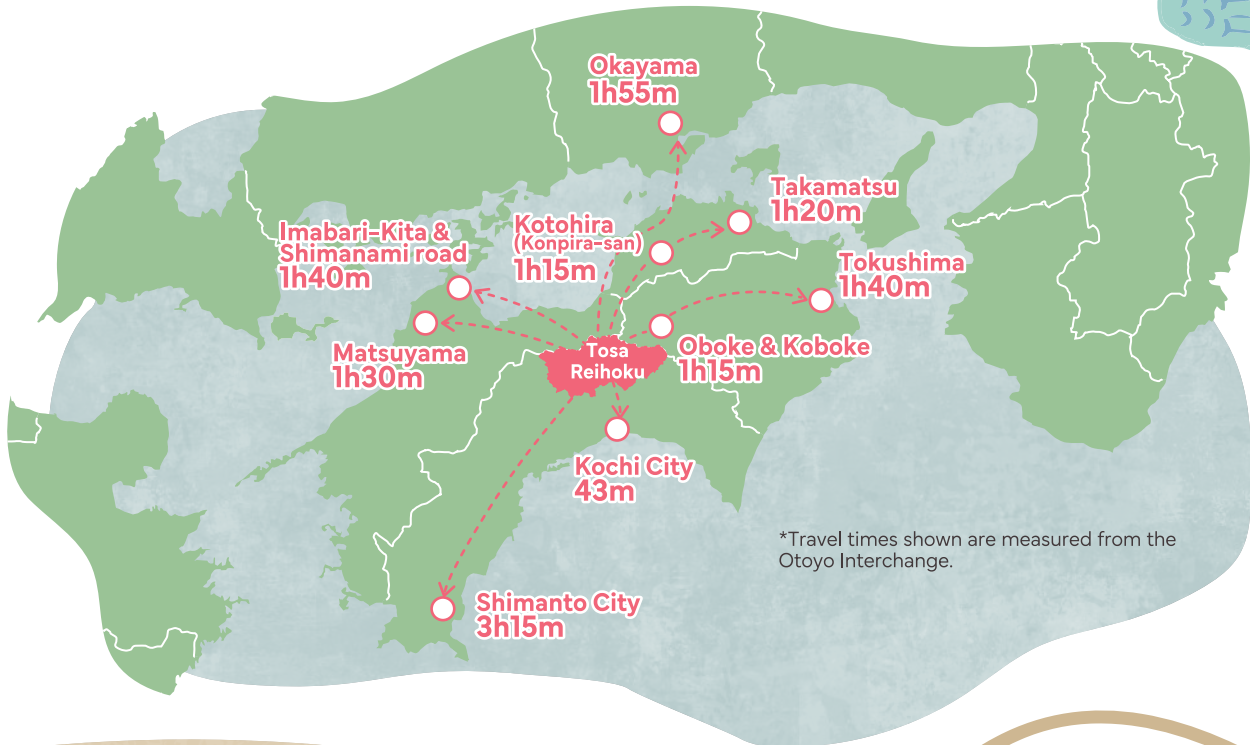 Okayama
1h55m
Takamatsu
1h20m
Kotohira
(Konpira-san)
1h15m
Imabari-Kita &
Shimanami road
1h40m
Tokushima
1h40m
Matsuyama
1h30m
Tosa
Reihoku
Oboke & Koboke
1h15m
Kochi City
43m
*Travel times shown are measured from the
Otoyo Interchange.
Shimanto City
3h15m